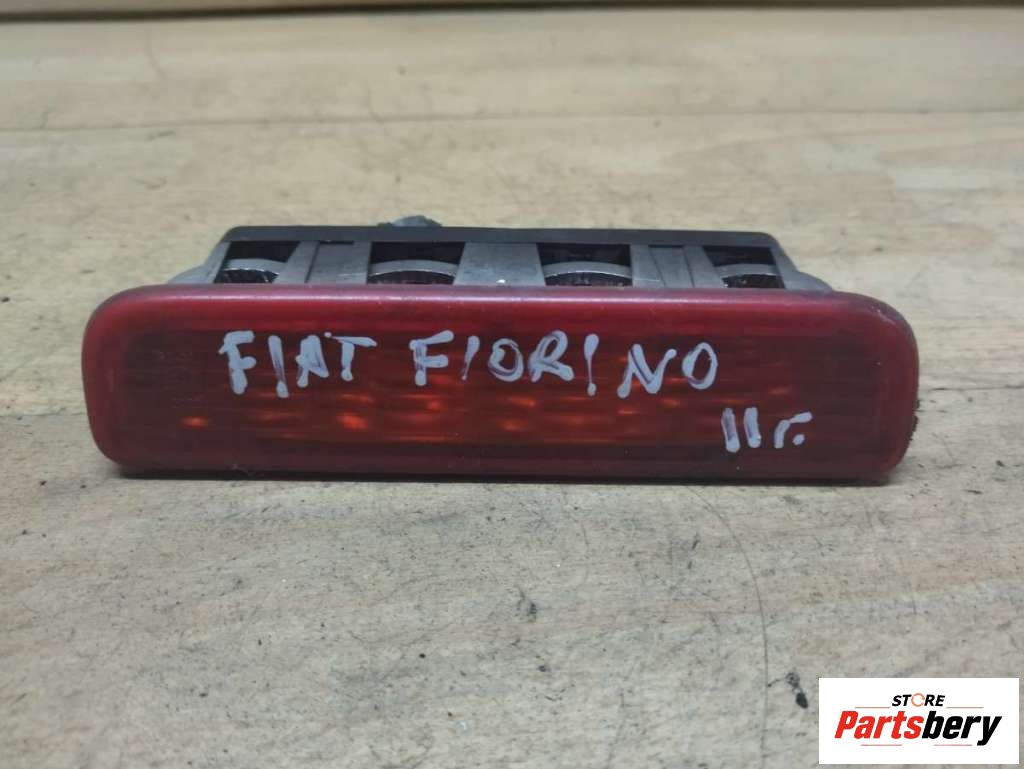 FIAT FIORINO
11г.
STORE
Partsbery